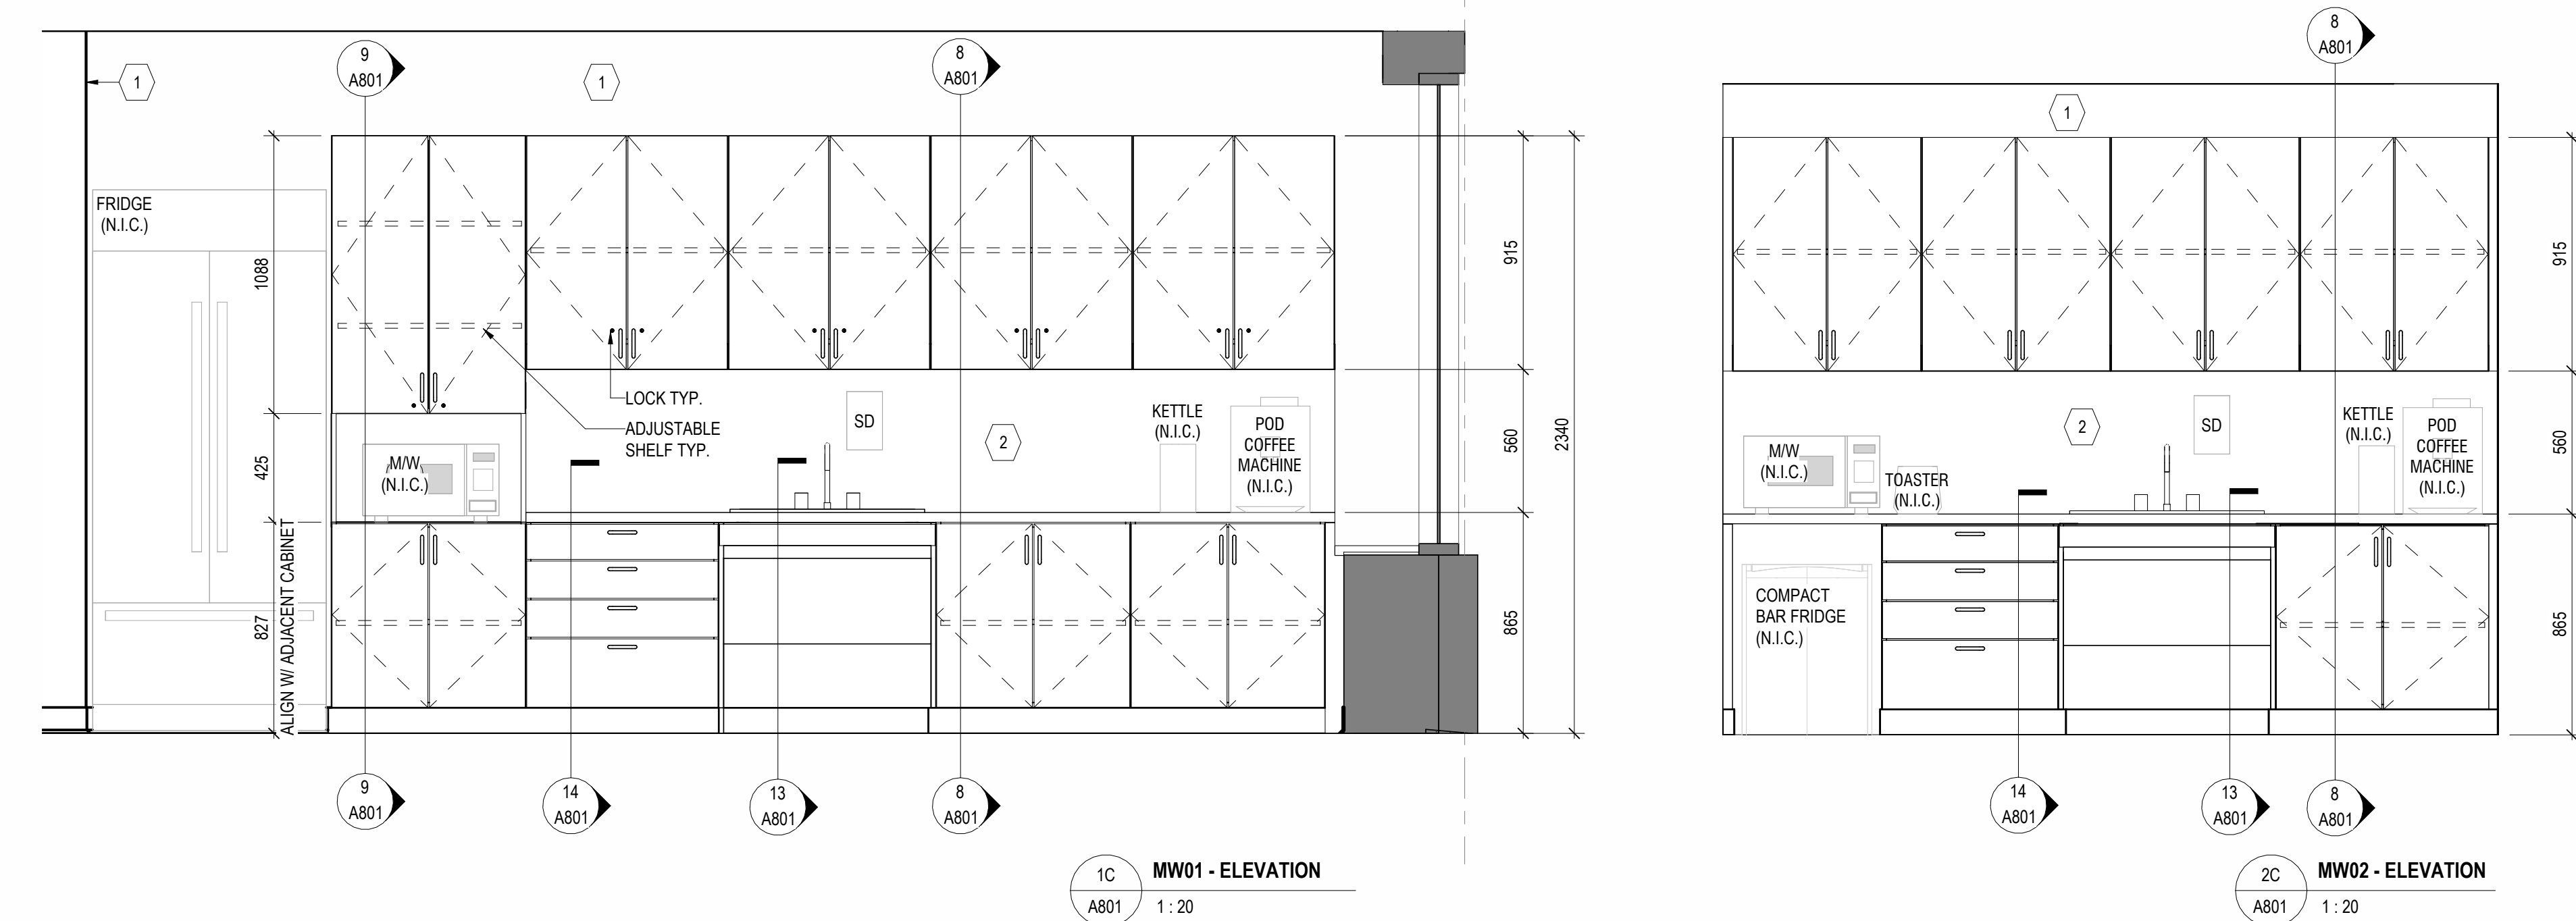 9
A801
1
1
8
A801
FRIDGE
(N.I.C.)
1088
425
827
ALIGN W/ ADJACENT CABINET
LOCK TYP.
ADJUSTABLE
SHELF TYP.
M/W
(N.I.C.)
SD
2
KETTLE
(N.I.C.)
POD
COFFEE
MACHINE
(N.I.C.)
915
560
865
2340
9
A801
14
A801
13
A801
8
A801
1C
A801
MW01 - ELEVATION
1 : 20
8
A801
1
M/W
(N.I.C.)
TOASTER
(N.I.C.)
2
SD
KETTLE
(N.I.C.)
POD
COFFEE
MACHINE
(N.I.C.)
COMPACT
BAR FRIDGE
(N.I.C.)
915
560
865
14
A801
13
A801
8
A801
2C
A801
MW02 - ELEVATION
1 : 20